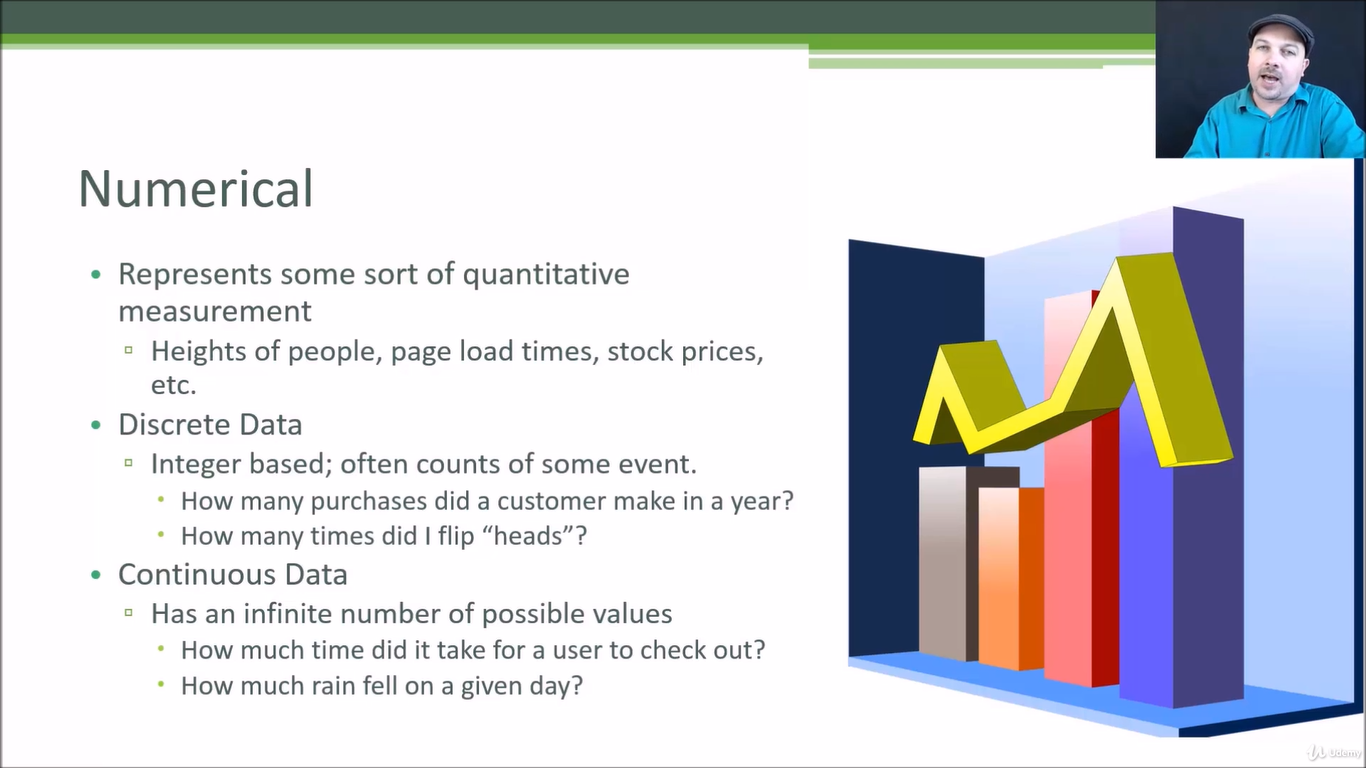 Numerical
• Represents some sort of quantitative
measurement
▫ Heights of people, page load times, stock prices,
etc.
• Discrete Data
▫ Integer based; often counts of some event.
• How many purchases did a customer make in a year?
• How many times did I flip “heads”?
• Continuous Data
▫ Has an infinite number of possible values
• How much time did it take for a user to check out?
• How much rain fell on a given day?
Udemy